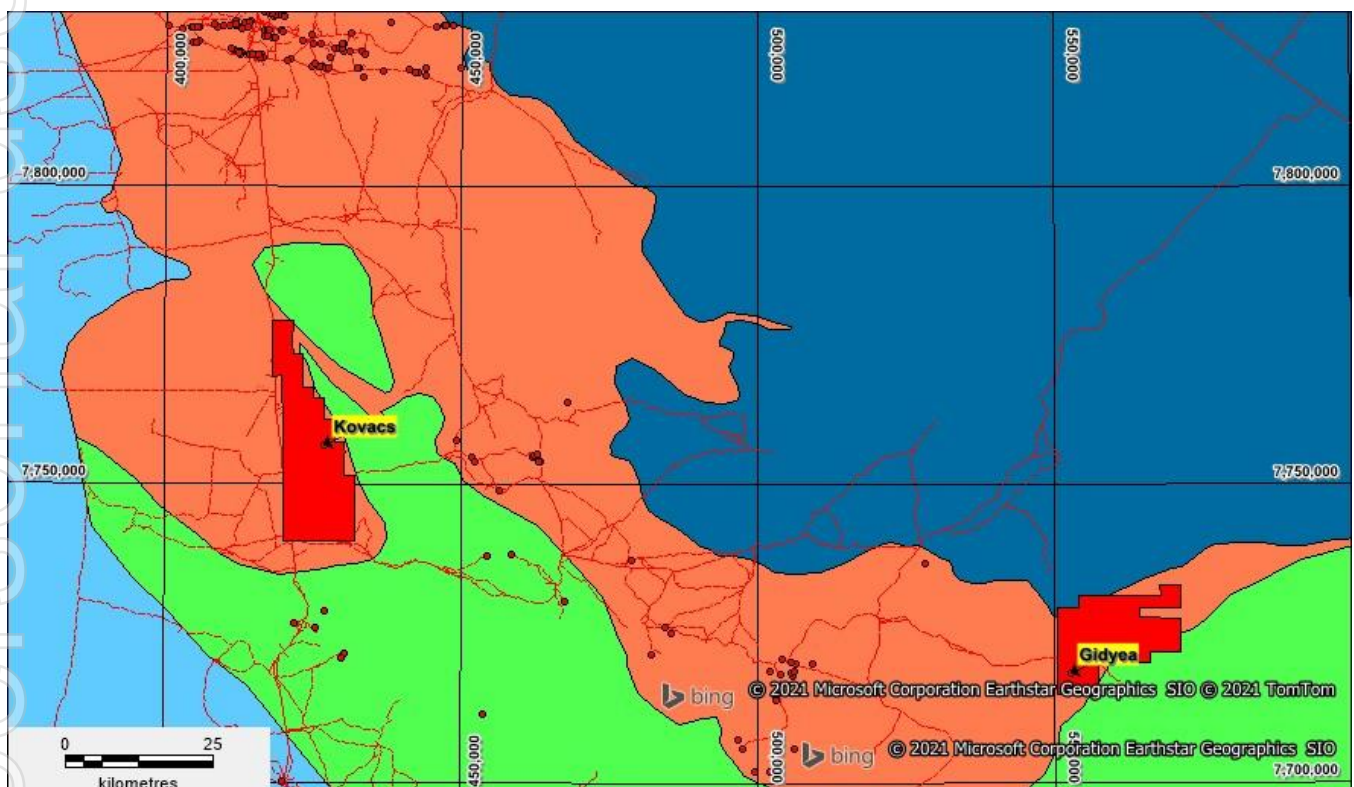 400,000
450,000
500,000
550,000
7,800,000
7,800,000
Kovacs
7,750,000
7,750,000
Gidyea
bing © 2021 Microsoft Corporation Earthstar Geographics SIO © 2021 TomTom
bing © 2021 Microsoft Corporation Earthstar Geographics SIO
0 25
kilometres
450,000
500,000
550,000
7,700,000